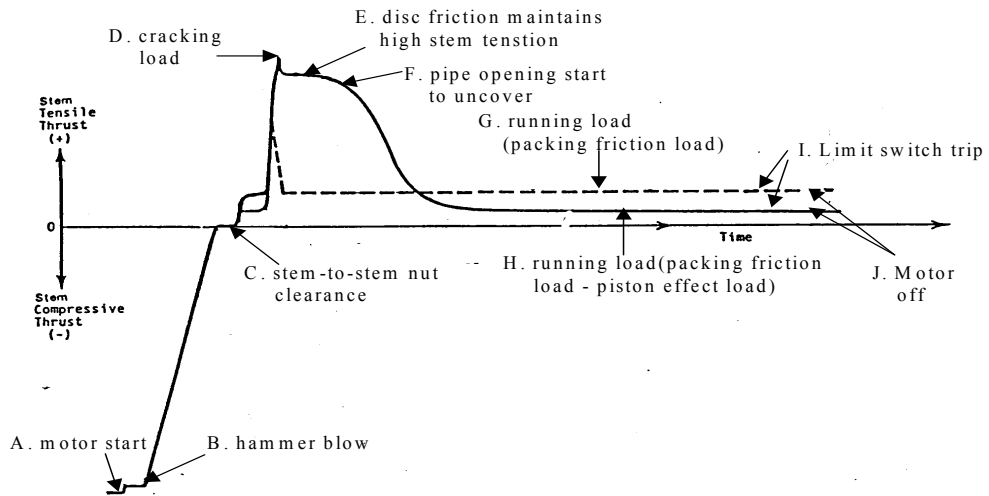 E. disc friction maintains
high stem tenstion
D. cracking
load
F. pipe opening start
to uncover
Stem
Tensile
Thrust
(+)
G. running load
(packing friction load)
I. Limit switch trip
0
Time
C. stem-to-stem nut
clearance
H. running load(packing friction
load - piston effect load)
J. Motor
off
Stem
Compressive
Thrust
(-)
A. motor start
B. hammer blow